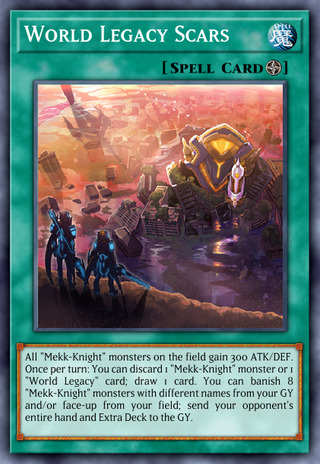 World Legacy Scars
[Spell Card]
All "Mekk-Knight" monsters on the field gain 300 ATK/DEF.
Once per turn: You can discard 1 "Mekk-Knight" monster or 1
"World Legacy" card; draw 1 card. You can banish 8
"Mekk-Knight" monsters with different names from your GY
and/or face-up from your field; send your opponent's
entire hand and Extra Deck to the GY.